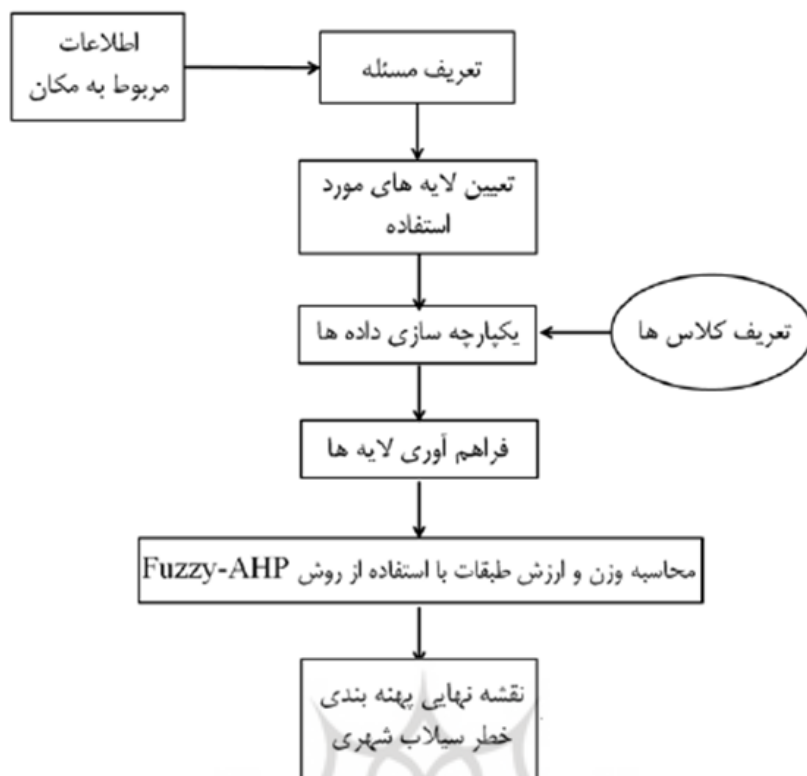 اطلاعات
مربوط به مکان
تعریف مسئله
تعیین لایه های مورد
استفاده
یکپارچه سازی داده ها
تعریف کلاس ها
فراهم آوری لایه ها
محاسبه وزن و ارزش طبقات با استفاده از روش Fuzzy-AHP
نقشه نهایی پهنه بندی
خطر سیلاب شهری